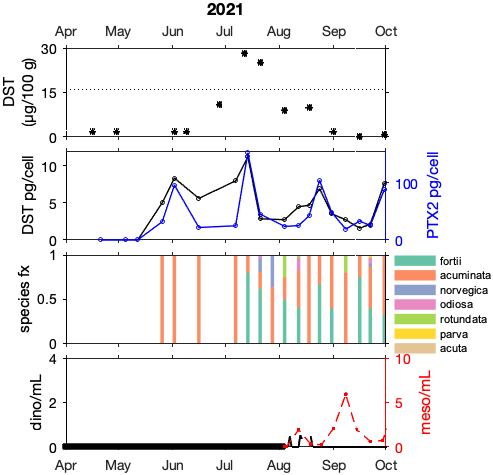 2021
Apr May Jun Jul Aug Sep Oct
30
15
0
DST
(µg/100 g)
10
5
0
DST pg/cell
100
0
PTX2 pg/cell
1
0.5
0
species fx
fortii
acuminata
norvegica
odiosa
rotundata
parva
acuta
4
2
0
dino/mL
10
5
0
meso/mL
Apr May Jun Jul Aug Sep Oct